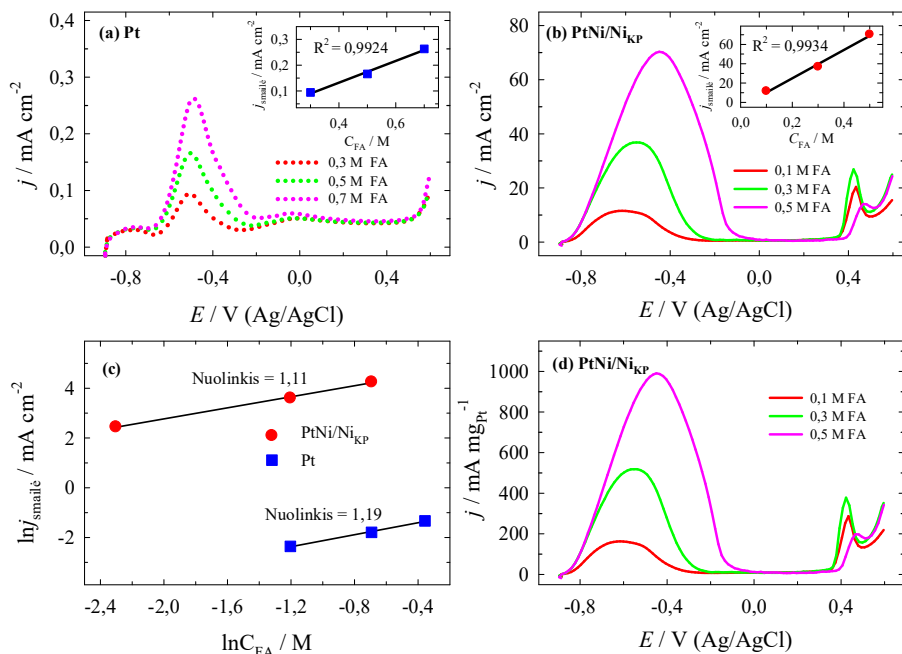 (a) Pt
R² = 0,9924
j_smailė / mA cm⁻²
0,3
0,2
0,1
0,4 0,6
C_FA / M
0,3 M FA
0,5 M FA
0,7 M FA
j / mA cm⁻²
0,4
0,3
0,2
0,1
0,0
-0,8 -0,4 0,0 0,4
E / V (Ag/AgCl)
(b) PtNi/Ni_KP
R² = 0,9934
j_smailė / mA cm⁻²
60
40
20
0
0,0 0,2 0,4
C_FA / M
0,1 M FA
0,3 M FA
0,5 M FA
j / mA cm⁻²
80
60
40
20
0
-0,8 -0,4 0,0 0,4
E / V (Ag/AgCl)
(c)
Nuolinkis = 1,11
PtNi/Ni_KP
Pt
Nuolinkis = 1,19
lnj_smailė / mA cm⁻²
4
2
0
-2
-2,4 -2,0 -1,6 -1,2 -0,8 -0,4
lnC_FA / M
(d) PtNi/Ni_KP
0,1 M FA
0,3 M FA
0,5 M FA
j / mA mg_Pt⁻¹
1000
800
600
400
200
0
-0,8 -0,4 0,0 0,4
E / V (Ag/AgCl)